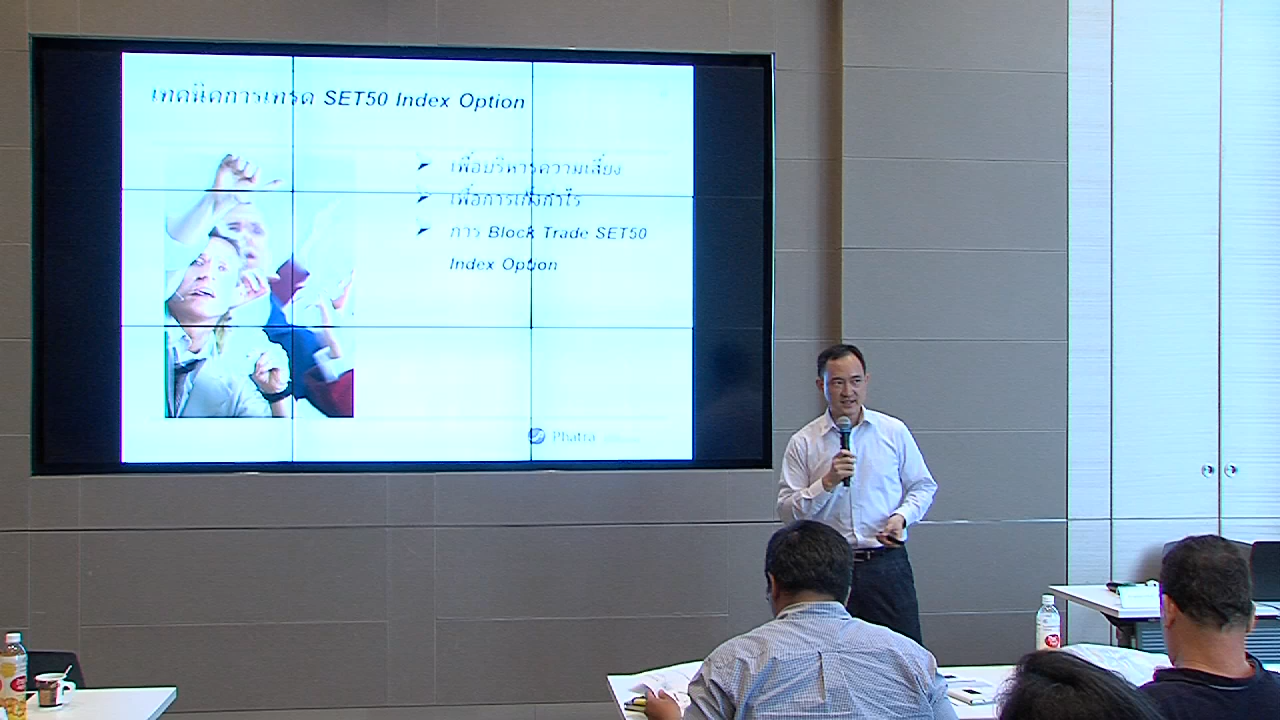 เทคนิคการเทรด SET50 Index Option
➤ เพื่อบริหารความเสี่ยง
➤ เพื่อการเก็งกำไร
➤ การ Block Trade SET50
Index Option
Phatra